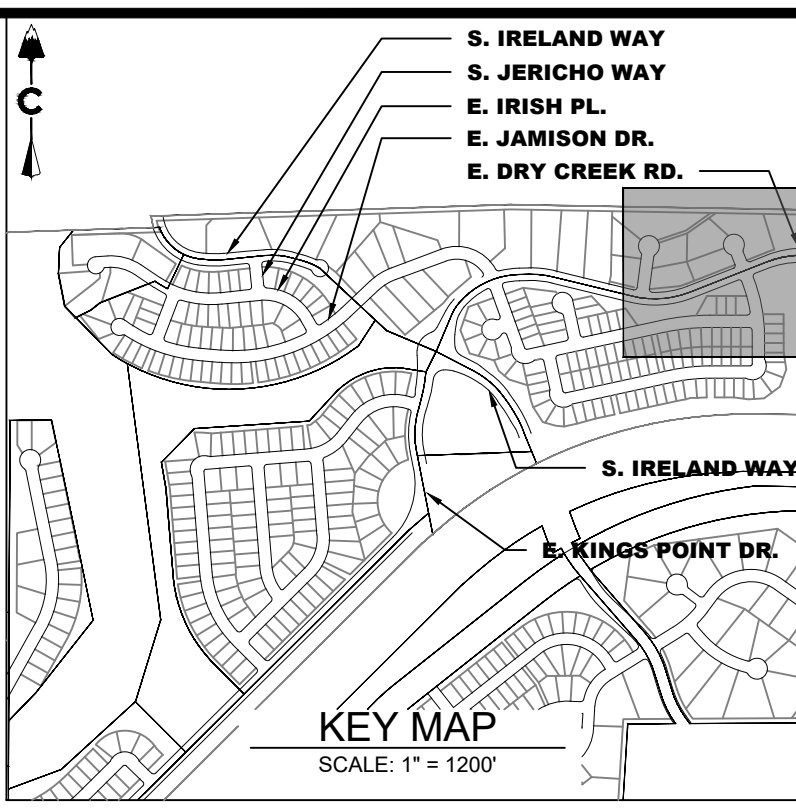 S. IRELAND WAY
S. JERICHO WAY
E. IRISH PL.
E. JAMISON DR.
E. DRY CREEK RD.
C
S. IRELAND WAY
E. KINGS POINT DR.
KEY MAP
SCALE: 1" = 1200'